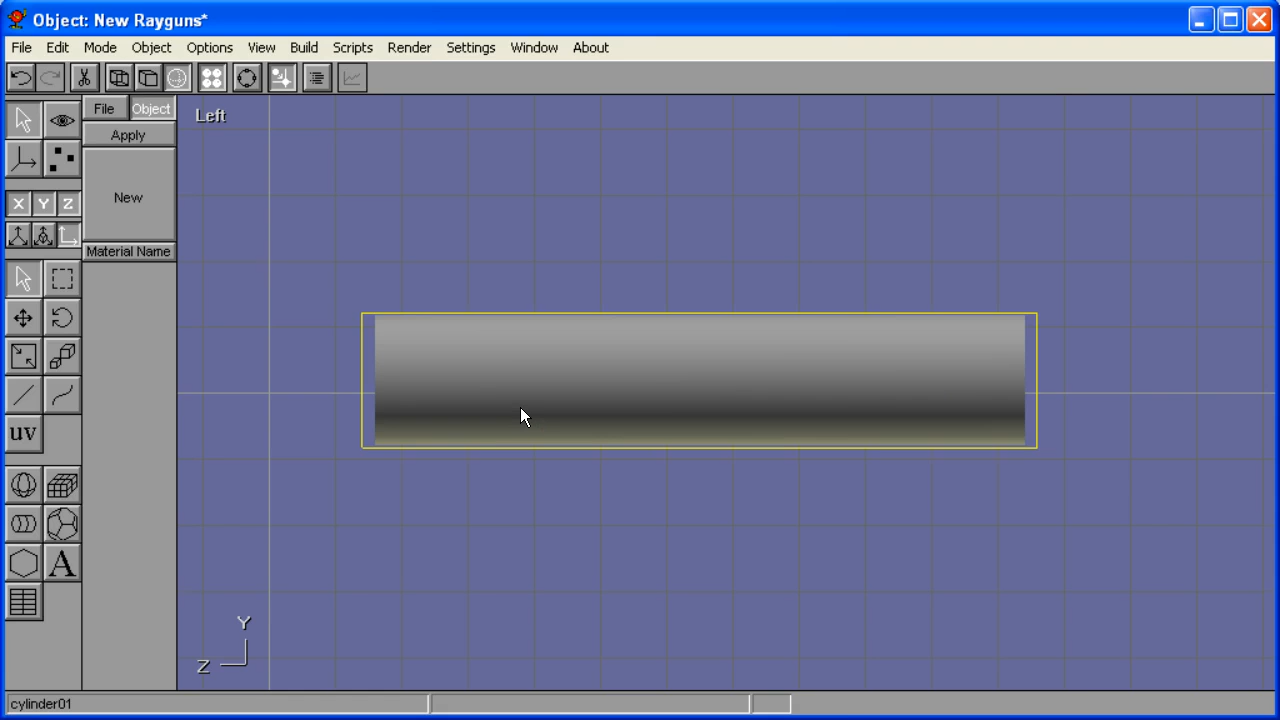 Object: New Rayguns*
File Edit Mode Object Options View Build Scripts Render Settings Window About
File Object
Apply
New
Material Name
X Y Z
uv
A
Left
Y
Z
cylinder01